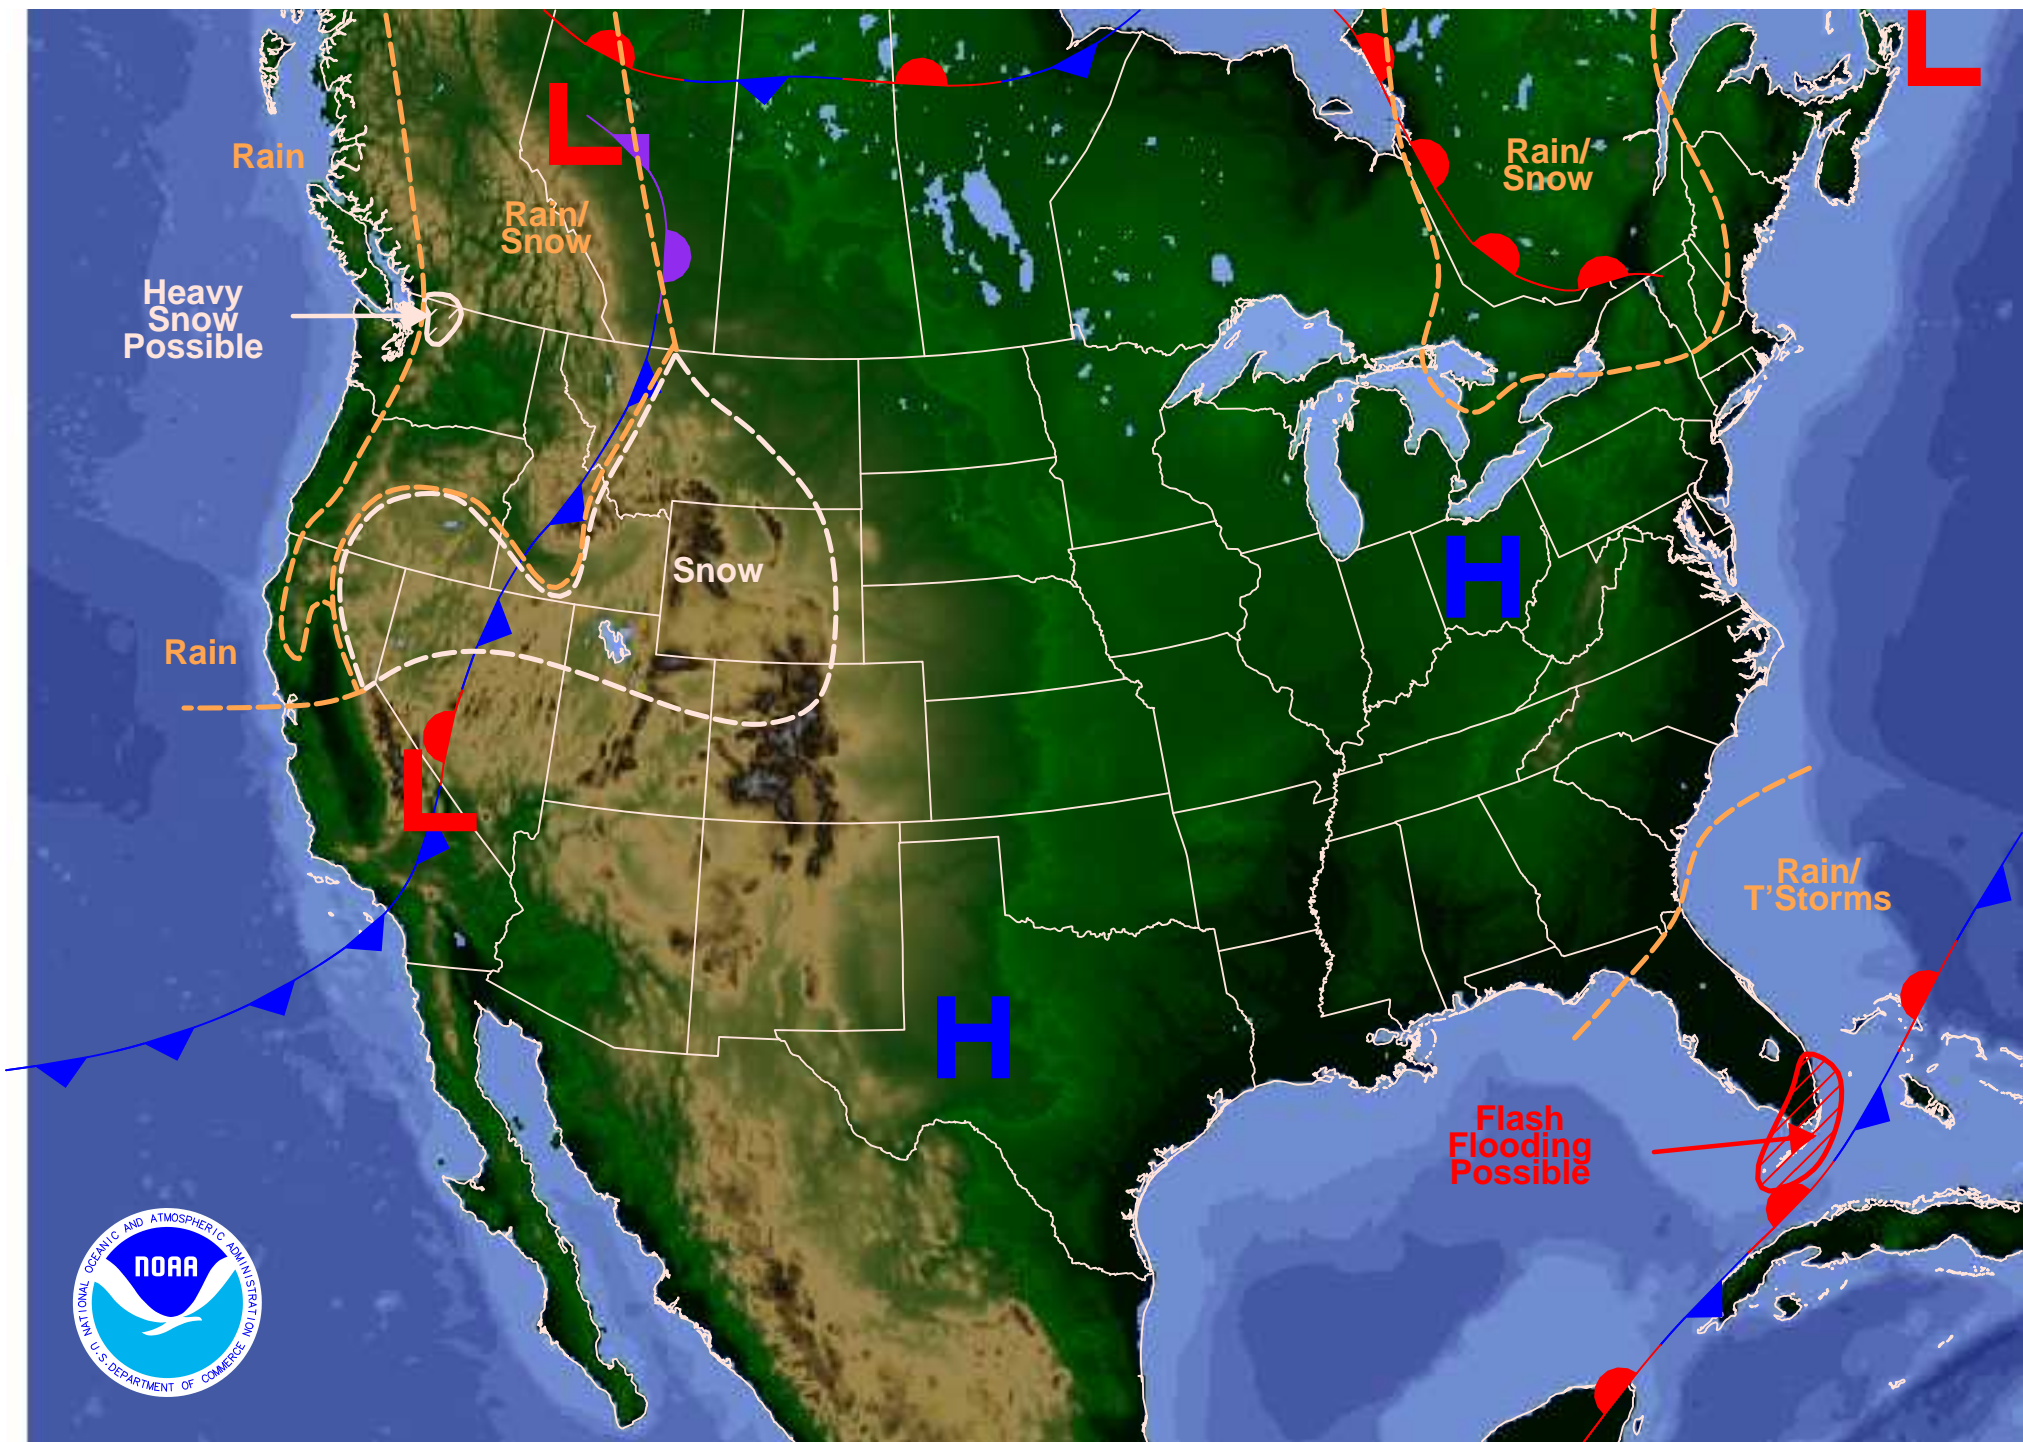 L
L
Rain
Rain/
Snow
Rain/
Snow
Heavy
Snow
Possible
Snow
H
Rain
L
Rain/
T'Storms
H
Flash
Flooding
Possible
NATIONAL OCEANIC AND ATMOSPHERIC ADMINISTRATION
NOAA
U.S. DEPARTMENT OF COMMERCE